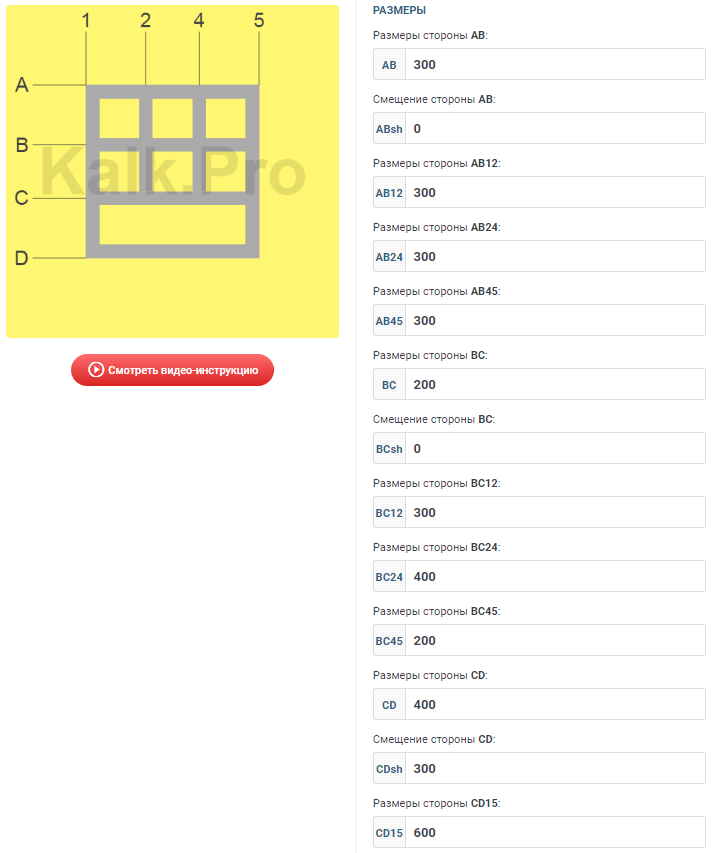 1 2 4 5
A
B
Kalk.Pro
C
D
Смотреть видео-инструкцию
РАЗМЕРЫ
Размеры стороны AB:
AB 300
Смещение стороны AB:
ABsh 0
Размеры стороны AB12:
AB12 300
Размеры стороны AB24:
AB24 300
Размеры стороны AB45:
AB45 300
Размеры стороны BC:
BC 200
Смещение стороны BC:
BCsh 0
Размеры стороны BC12:
BC12 300
Размеры стороны BC24:
BC24 400
Размеры стороны BC45:
BC45 200
Размеры стороны CD:
CD 400
Смещение стороны CD:
CDsh 300
Размеры стороны CD15:
CD15 600